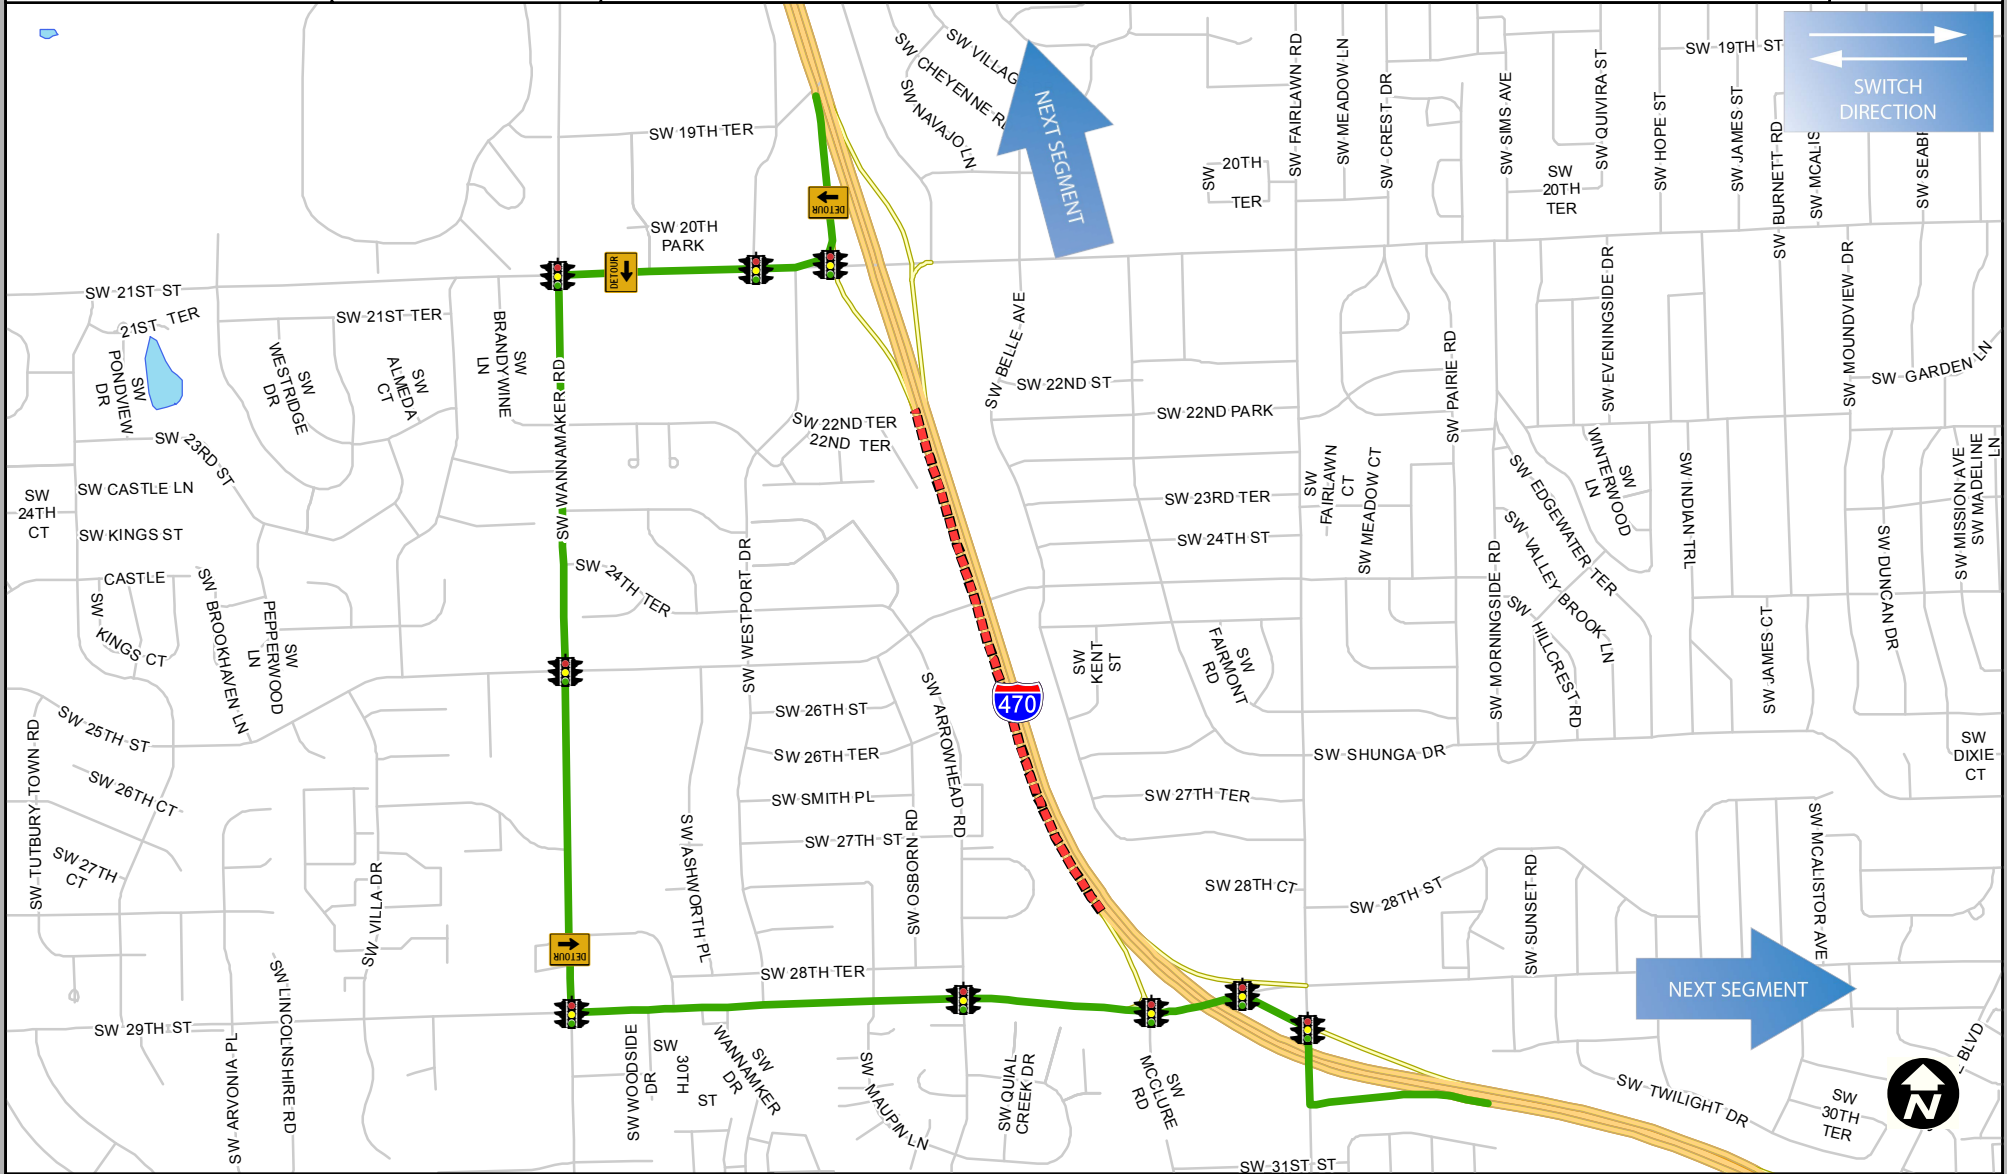 SW VILLAG
SW CHEYENNE RD
SW NAVAJO LN
NEXT SEGMENT
SW FAIRLAWN RD
SW MEADOW LN
SW CREST DR
SW SIMS AVE
SW QUIVIRA ST
SW HOPE ST
SW 19TH ST
SW JAMES ST
SW BURNETT RD
SW MCALIS
SW SEABR
SWITCH
DIRECTION
SW 19TH TER
SW 20TH
TER
SW
20TH
TER
DETOUR
SW 20TH
PARK
DETOUR
SW 21ST ST
21ST TER
SW 21ST TER
SW
PONDVIEW
DR
SW
WESTRIDGE
DR
SW
ALMEDA
CT
SW
BRANDYWINE
LN
SW WANNAMAKER RD
SW BELLE AVE
SW 22ND ST
SW 22ND PARK
SW PAIRIE RD
SW EVENINGSIDE DR
SW MOUNDVIEW DR
SW GARDEN LN
SW 22ND TER
22ND TER
SW 23RD ST
SW CASTLE LN
SW
24TH
CT
SW KINGS ST
SW 23RD TER
SW 24TH ST
SW
FAIRLAWN
CT
SW MEADOW CT
SW EDGEWATER TER
SW
WINTERWOOD
LN
SW INDIAN TRL
SW VALLEY BROOK LN
SW HILLCREST RD
SW MORNINGSIDE RD
SW DUNCAN DR
SW MISSION AVE
SW MADELINE
LN
CASTLE
SW
KINGS CT
SW BROOKHAVEN LN
SW
PEPPERWOOD
LN
SW 24TH TER
SW WESTPORT DR
SW
KENT
ST
SW
FAIRMONT
RD
SW JAMES CT
470
SW 25TH ST
SW TUTBURY TOWN RD
SW 26TH CT
SW 27TH
CT
SW 26TH ST
SW 26TH TER
SW SMITH PL
SW 27TH ST
SW ARROWHEAD RD
SW OSBORN RD
SW ASHWORTH PL
SW VILLA DR
SW SHUNGA DR
SW 27TH TER
SW 28TH CT
SW 28TH ST
SW SUNSET RD
SW MCALISTOR AVE
SW
DIXIE
CT
DETOUR
SW 28TH TER
NEXT SEGMENT
SW 29TH ST
SW ARVONIA PL
SW LINCOLNSHIRE RD
SW WOODSIDE
DR
SW
30TH
ST
SW
WANNAMKER
DR
SW MAUPIN LN
SW QUIAL
CREEK DR
SW
MCCLURE
RD
SW 31ST ST
SW TWILIGHT DR
SW
30TH
TER
BLVD
N